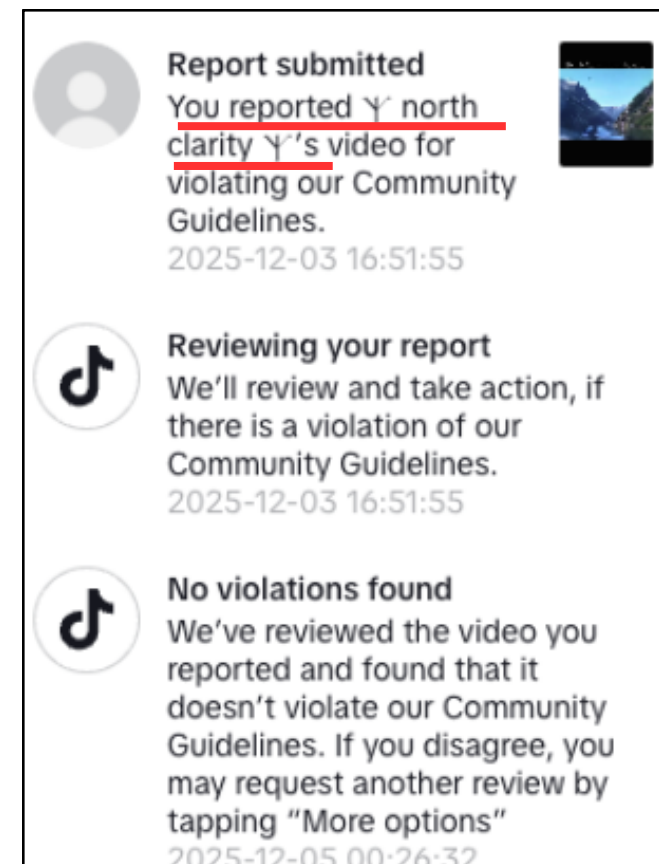 Report submitted
You reported ᛉ north
clarity ᛉ's video for
violating our Community
Guidelines.
2025-12-03 16:51:55
Reviewing your report
We'll review and take action, if
there is a violation of our
Community Guidelines.
2025-12-03 16:51:55
No violations found
We've reviewed the video you
reported and found that it
doesn't violate our Community
Guidelines. If you disagree, you
may request another review by
tapping “More options”
2025-12-05 00:26:32